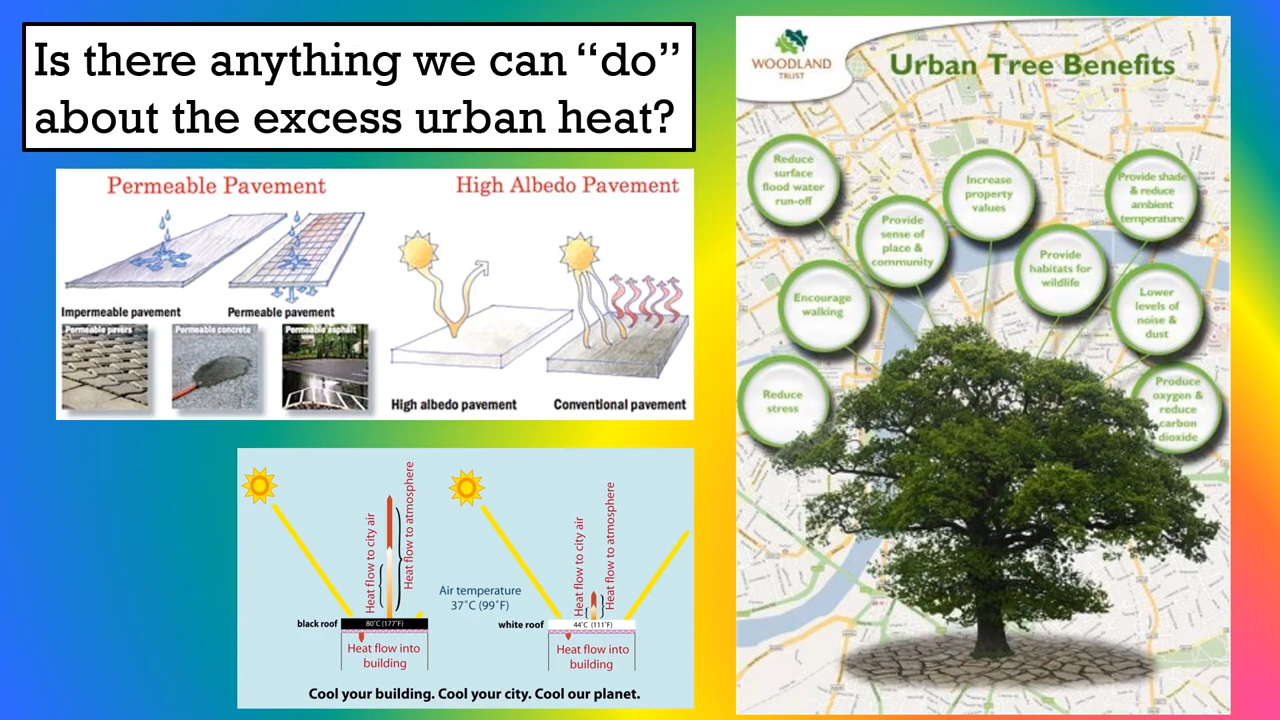 Is there anything we can “do”
about the excess urban heat?
Permeable Pavement
High Albedo Pavement
Impermeable pavement
Permeable pavement
Permeable pavers
Permeable concrete
Permeable asphalt
High albedo pavement
Conventional pavement
Heat flow to city air
Heat flow to atmosphere
Heat flow to city air
Heat flow to atmosphere
Air temperature
37˚C (99˚F)
black roof
80˚C (177˚F)
white roof
44˚C (111˚F)
Heat flow into
building
Heat flow into
building
Cool your building. Cool your city. Cool our planet.
WOODLAND
TRUST
Urban Tree Benefits
Reduce
surface
flood water
run-off
Provide
sense of
place &
community
Increase
property
values
Provide shade
& reduce
ambient
temperature
Encourage
walking
Provide
habitats for
wildlife
Lower
levels of
noise &
dust
Reduce
stress
Produce
oxygen &
reduce
carbon
dioxide